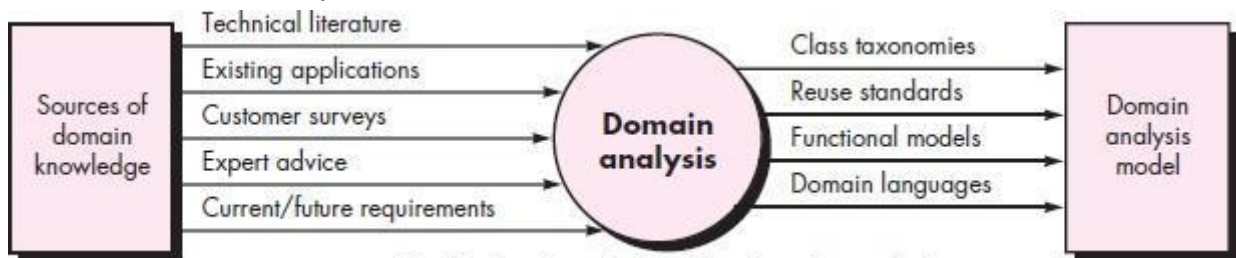 Technical literature
Existing applications
Customer surveys
Expert advice
Current/future requirements
Sources of
domain
knowledge
Domain
analysis
Class taxonomies
Reuse standards
Functional models
Domain languages
Domain
analysis
model